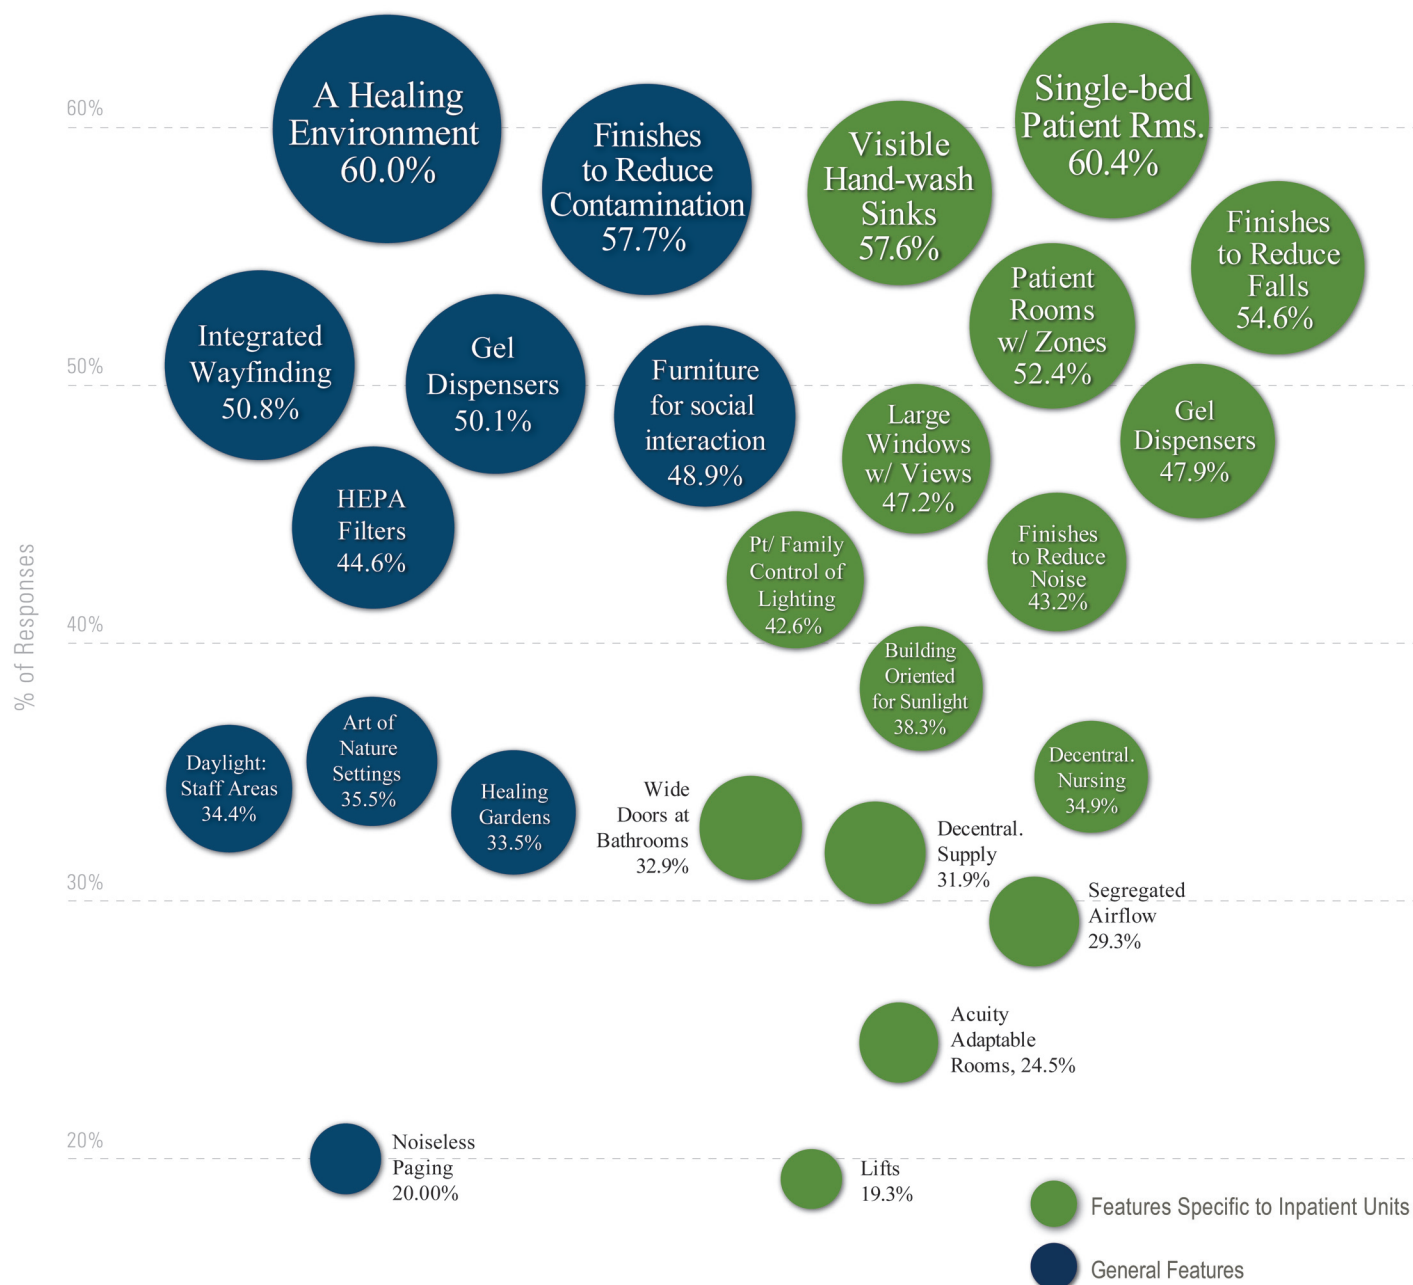 60%
A Healing
Environment
60.0%
Finishes
to Reduce
Contamination
57.7%
Visible
Hand-wash
Sinks
57.6%
Single-bed
Patient Rms.
60.4%
Finishes
to Reduce
Falls
54.6%
Patient
Rooms
w/ Zones
52.4%
50%
Integrated
Wayfinding
50.8%
Gel
Dispensers
50.1%
Furniture
for social
interaction
48.9%
Large
Windows
w/ Views
47.2%
Gel
Dispensers
47.9%
HEPA
Filters
44.6%
Pt/ Family
Control of
Lighting
42.6%
Finishes
to Reduce
Noise
43.2%
% of Responses
40%
Building
Oriented
for Sunlight
38.3%
Daylight:
Staff Areas
34.4%
Art of
Nature
Settings
35.5%
Healing
Gardens
33.5%
Wide
Doors at
Bathrooms
32.9%
Decentral.
Supply
31.9%
Decentral.
Nursing
34.9%
30%
Segregated
Airflow
29.3%
Acuity
Adaptable
Rooms, 24.5%
20%
Noiseless
Paging
20.00%
Lifts
19.3%
Features Specific to Inpatient Units
General Features